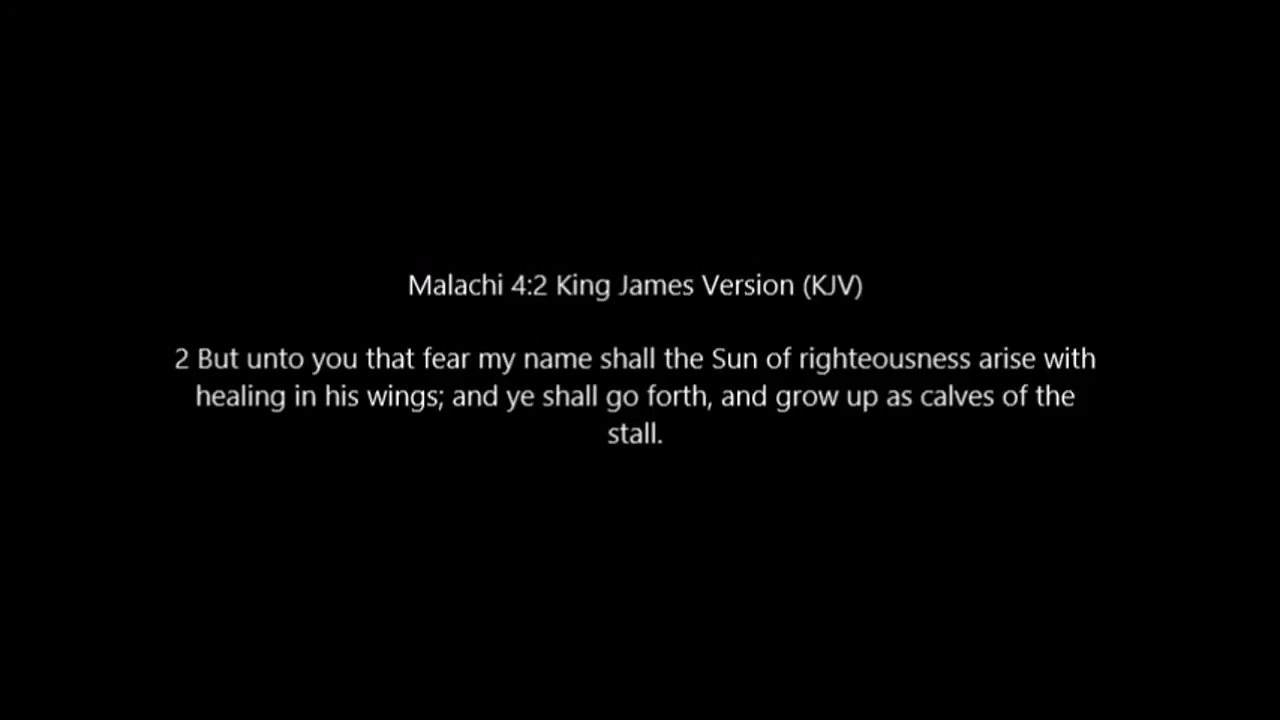 Malachi 4:2 King James Version (KJV)
2 But unto you that fear my name shall the Sun of righteousness arise with
healing in his wings; and ye shall go forth, and grow up as calves of the
stall.